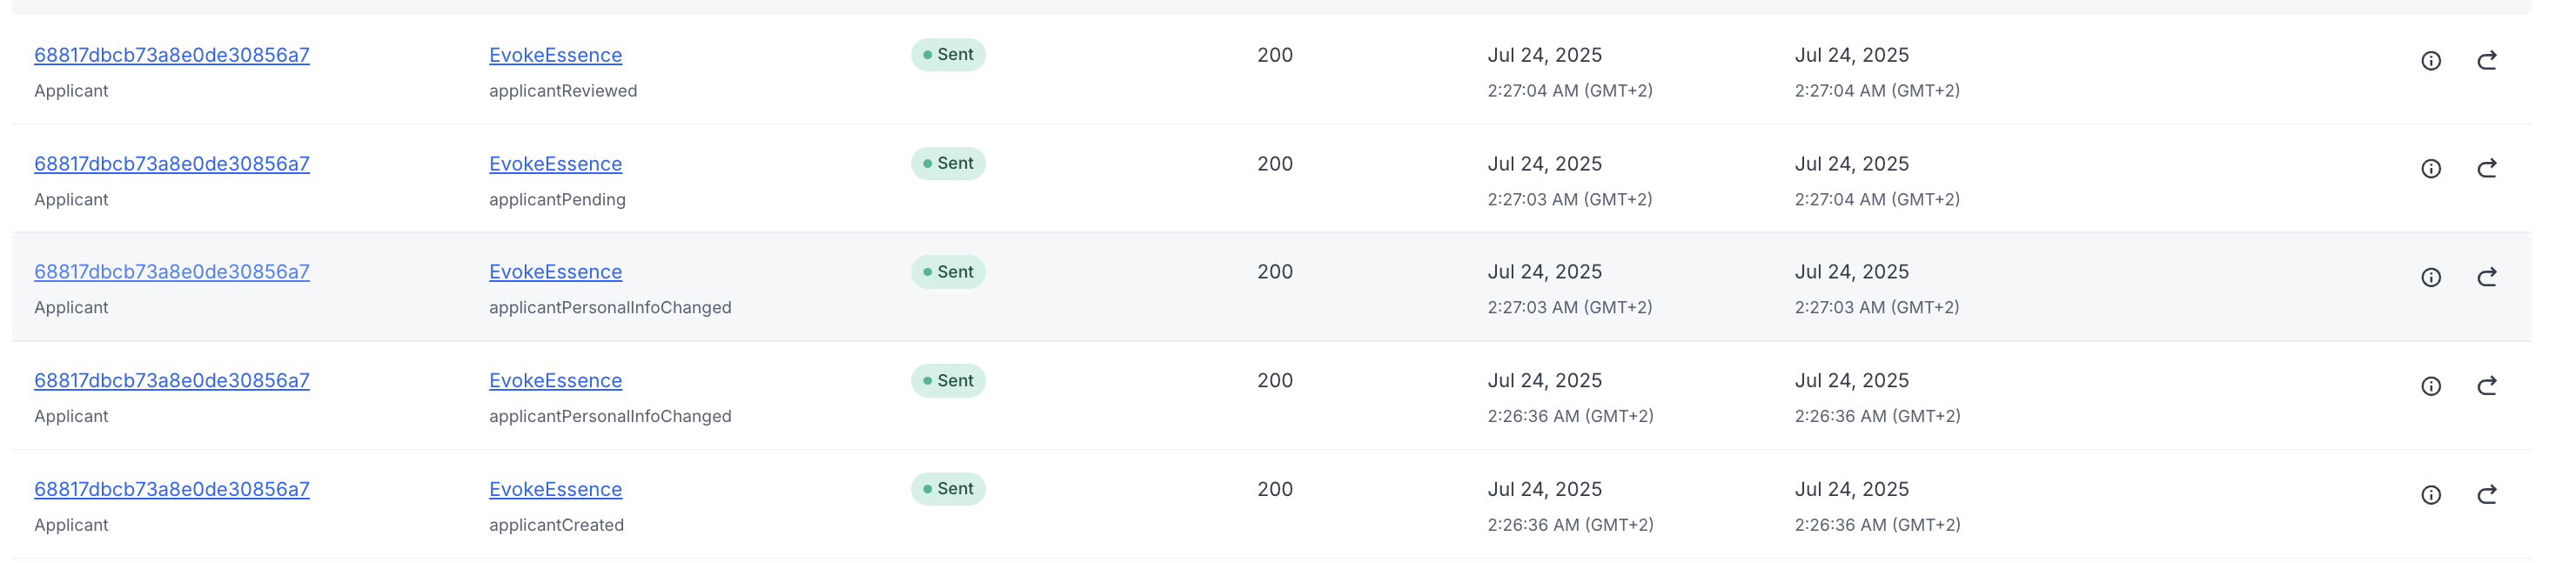 68817dbcb73a8e0de30856a7 EvokeEssence Sent 200 Jul 24, 2025 Jul 24, 2025
Applicant applicantReviewed 2:27:04 AM (GMT+2) 2:27:04 AM (GMT+2)
68817dbcb73a8e0de30856a7 EvokeEssence Sent 200 Jul 24, 2025 Jul 24, 2025
Applicant applicantPending 2:27:03 AM (GMT+2) 2:27:04 AM (GMT+2)
68817dbcb73a8e0de30856a7 EvokeEssence Sent 200 Jul 24, 2025 Jul 24, 2025
Applicant applicantPersonalInfoChanged 2:27:03 AM (GMT+2) 2:27:03 AM (GMT+2)
68817dbcb73a8e0de30856a7 EvokeEssence Sent 200 Jul 24, 2025 Jul 24, 2025
Applicant applicantPersonalInfoChanged 2:26:36 AM (GMT+2) 2:26:36 AM (GMT+2)
68817dbcb73a8e0de30856a7 EvokeEssence Sent 200 Jul 24, 2025 Jul 24, 2025
Applicant applicantCreated 2:26:36 AM (GMT+2) 2:26:36 AM (GMT+2)